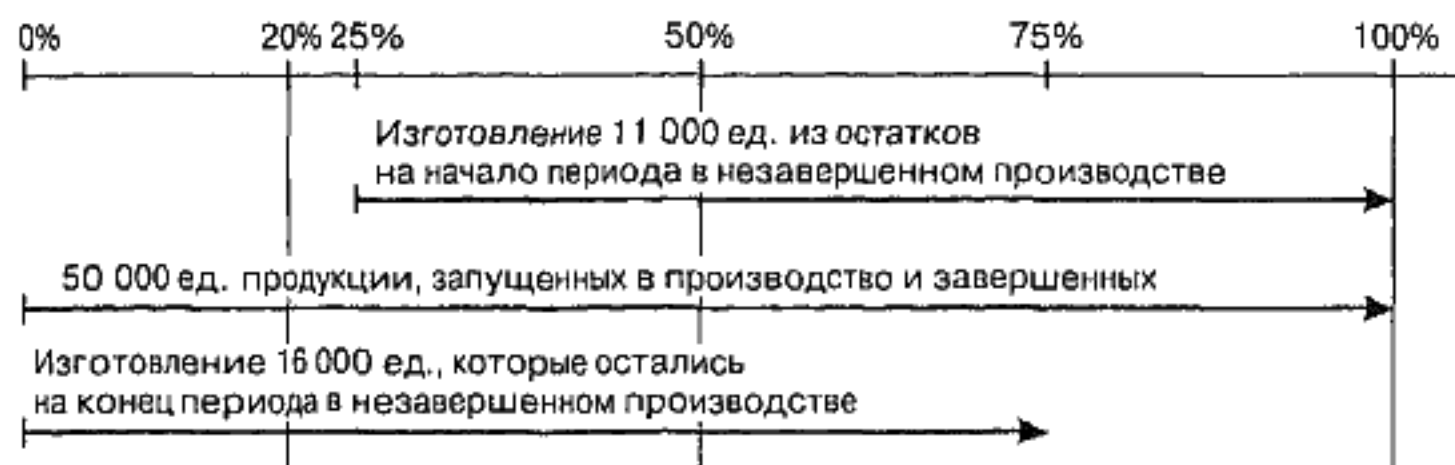 0% 20% 25% 50% 75% 100%
Изготовление 11 000 ед. из остатков
на начало периода в незавершенном производстве
50 000 ед. продукции, запущенных в производство и завершенных
Изготовление 16 000 ед., которые остались
на конец периода в незавершенном производстве